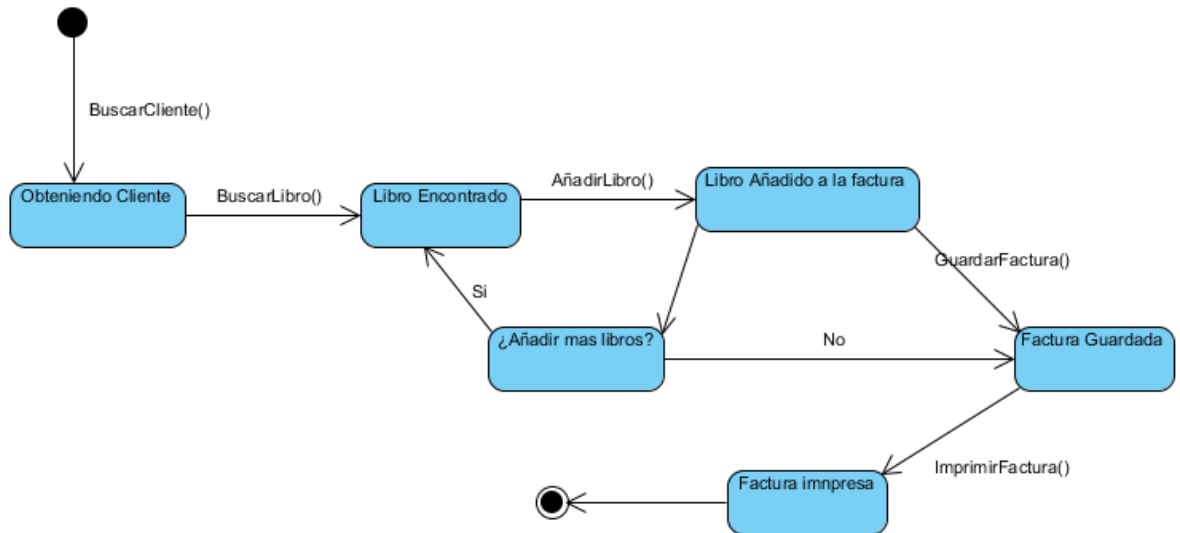 BuscarCliente()
Obteniendo Cliente
BuscarLibro()
Libro Encontrado
AñadirLibro()
Libro Añadido a la factura
GuardarFactura()
Si
¿Añadir mas libros?
No
Factura Guardada
ImprimirFactura()
Factura imnpresa